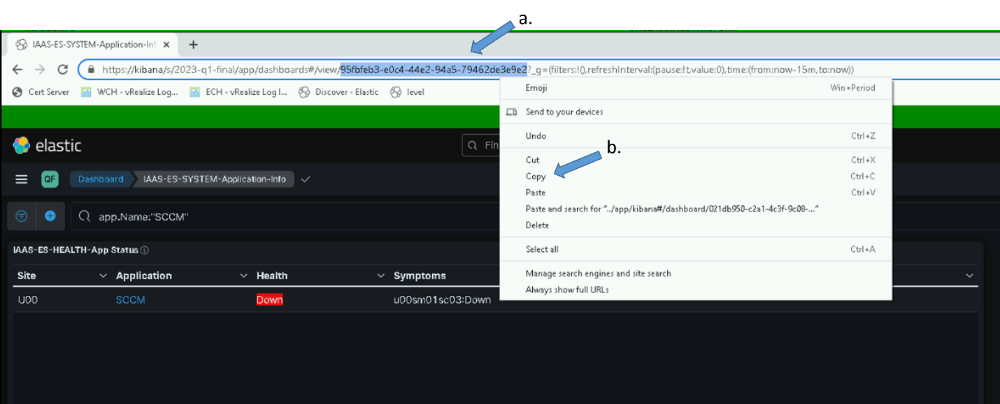 a.
IAAS-ES-SYSTEM-Application-Inf
https://kibana/s/2023-q1-final/app/dashboards#/view/95fbfeb3-e0c4-44e2-94a5-79462de3e9e2?_g=(filters:!(),refreshInterval:(pause:!t,value:0),time:(from:now-15m,to:now))
Cert Server WCH - vRealize Log... ECH - vRealize Log I... Discover - Elastic level
Emoji Win+Period
Send to your devices
Undo Ctrl+Z
b.
Cut Ctrl+X
Copy Ctrl+C
Paste Ctrl+V
Paste and search for "../app/kibana#/dashboard/021db950-c2a1-4c3f-9c08-..."
Delete
Select all Ctrl+A
Manage search engines and site search
Always show full URLs
elastic Fin
QF Dashboard IAAS-ES-SYSTEM-Application-Info
app.Name:"SCCM"
IAAS-ES-HEALTH-App Status
Site Application Health Symptoms
U00 SCCM Down u00sm01sc03:Down